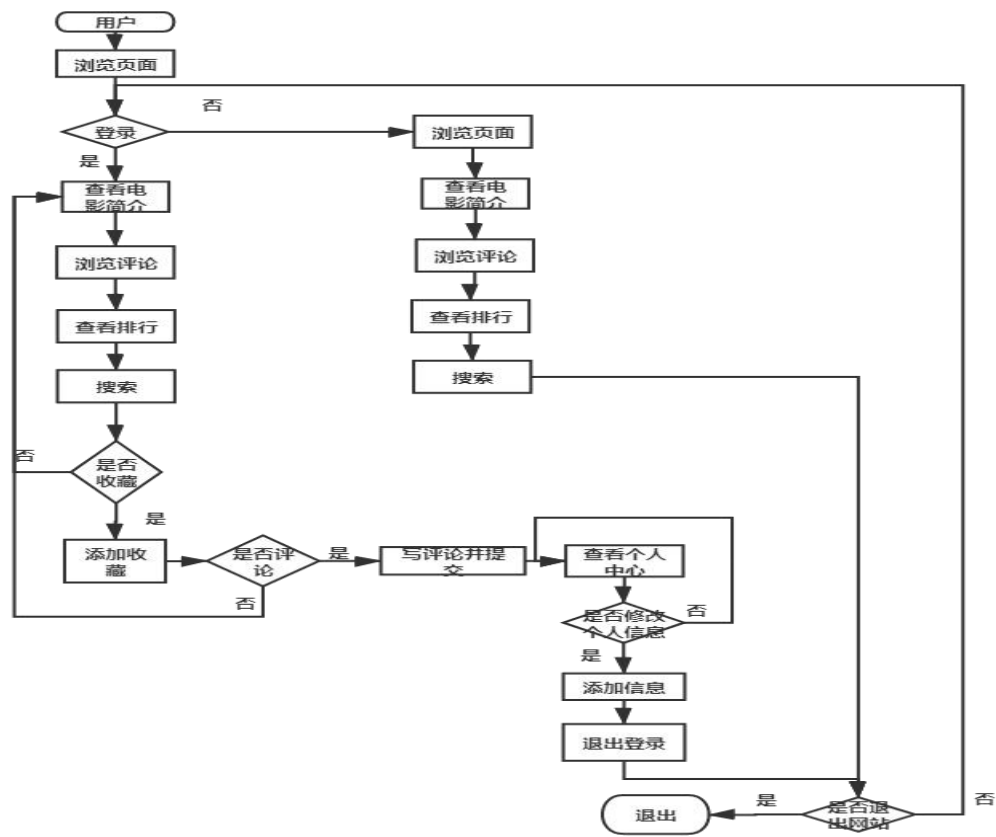 用户
浏览页面
否
登录
浏览页面
是
查看电
影简介
查看电
影简介
浏览评论
浏览评论
查看排行
查看排行
搜索
搜索
否
是否
收藏
是
添加收
藏
是否评
论
是
写评论并提
交
查看个人
中心
否
是否修改
个人信息
否
是
添加信息
退出登录
退出
是
是否退
出网站
否